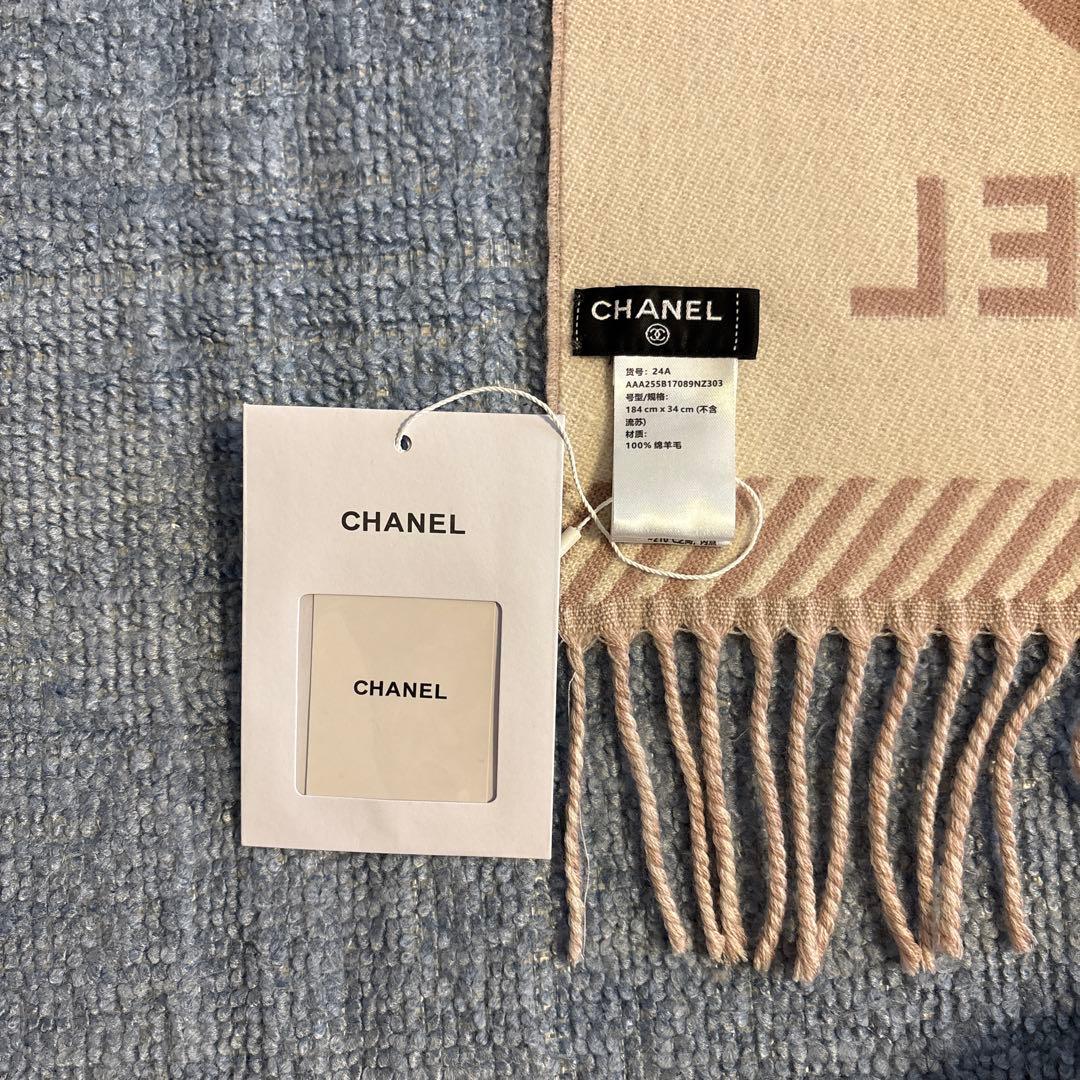 CHANEL
货号: 24A
AAA255B17089NZ303
号型/规格:
184 cm x 34 cm (不含
流苏)
材质:
100% 绵羊毛
CHANEL
CHANEL
EL